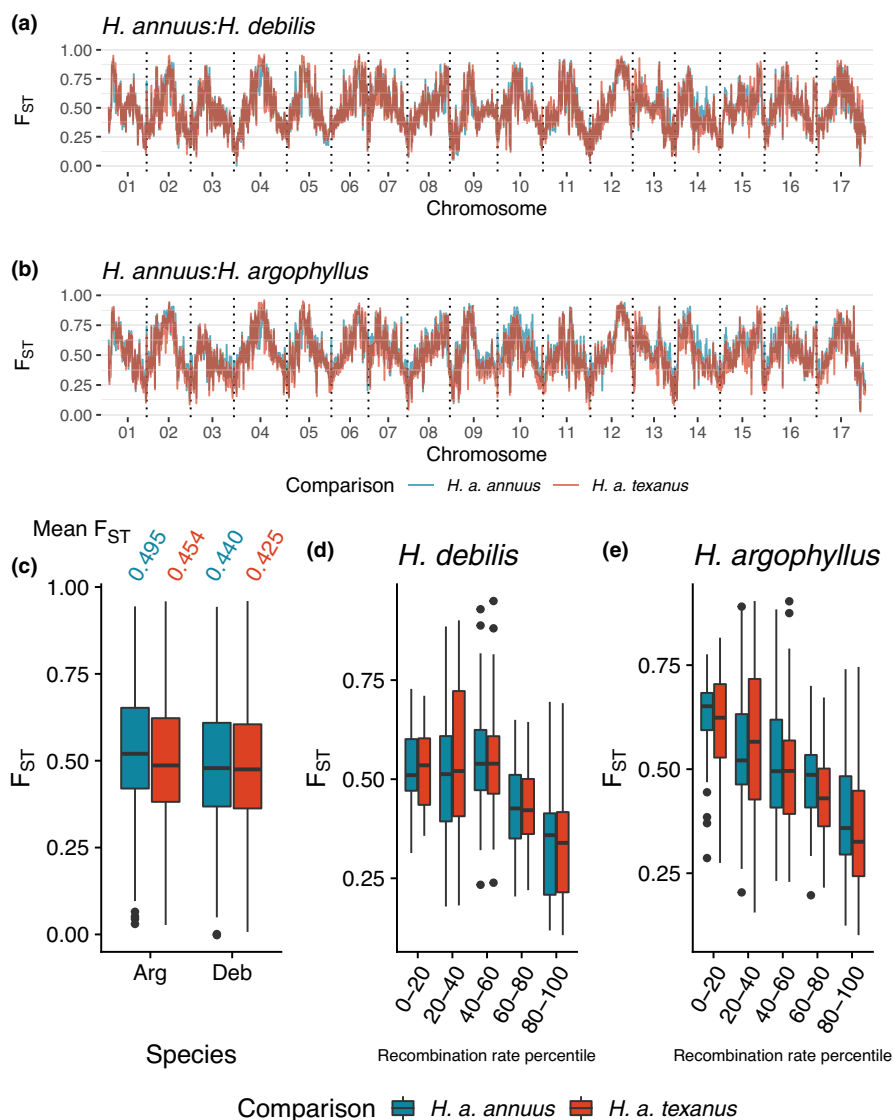 (a) H. annuus:H. debilis
1.00
0.75
0.50
0.25
0.00
FST
01 02 03 04 05 06 07 08 09 10 11 12 13 14 15 16 17
Chromosome
(b) H. annuus:H. argophyllus
1.00
0.75
0.50
0.25
0.00
FST
01 02 03 04 05 06 07 08 09 10 11 12 13 14 15 16 17
Chromosome
Comparison H. a. annuus H. a. texanus
Mean FST
0.495 0.454 0.440 0.425
(c)
1.00
0.75
0.50
0.25
0.00
FST
Arg Deb
Species
(d) H. debilis
0.75
0.50
0.25
FST
0–20 20–40 40–60 60–80 80–100
Recombination rate percentile
(e) H. argophyllus
0.75
0.50
0.25
FST
0–20 20–40 40–60 60–80 80–100
Recombination rate percentile
Comparison H. a. annuus H. a. texanus